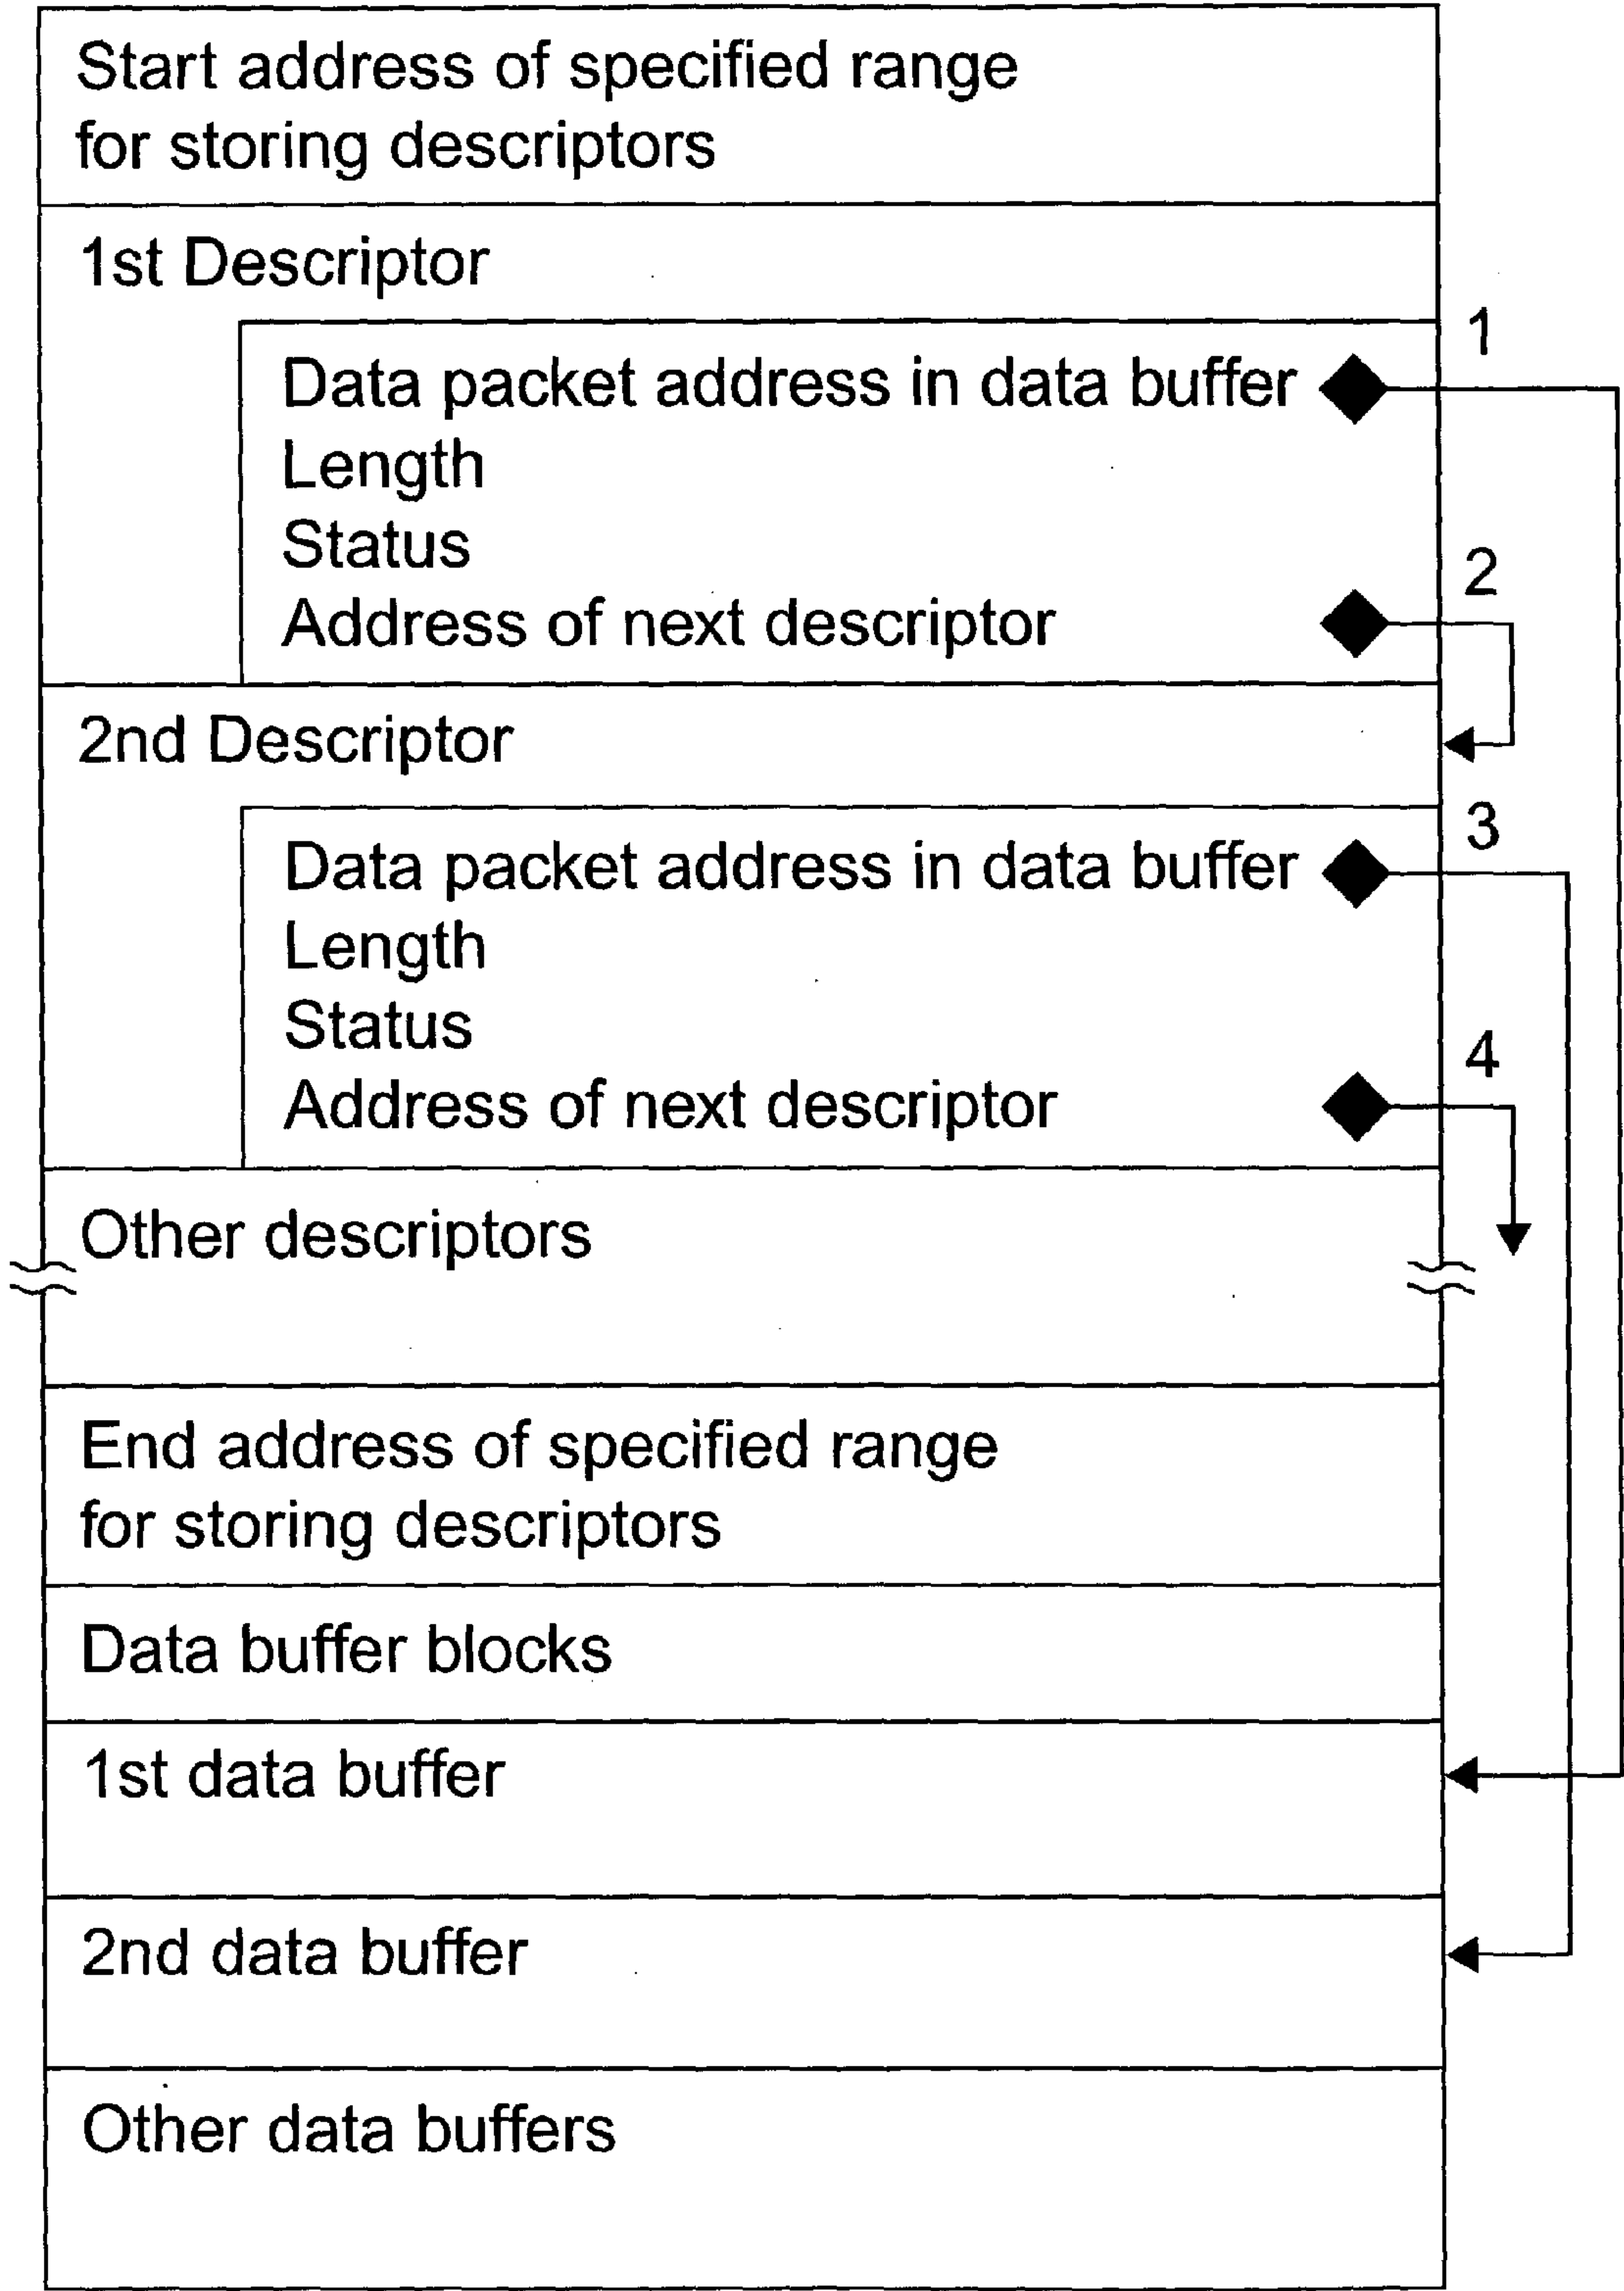 Start address of specified range
for storing descriptors
1st Descriptor
1
Data packet address in data buffer
Length
Status
2
Address of next descriptor
2nd Descriptor
3
Data packet address in data buffer
Length
Status
4
Address of next descriptor
Other descriptors
End address of specified range
for storing descriptors
Data buffer blocks
1st data buffer
2nd data buffer
Other data buffers